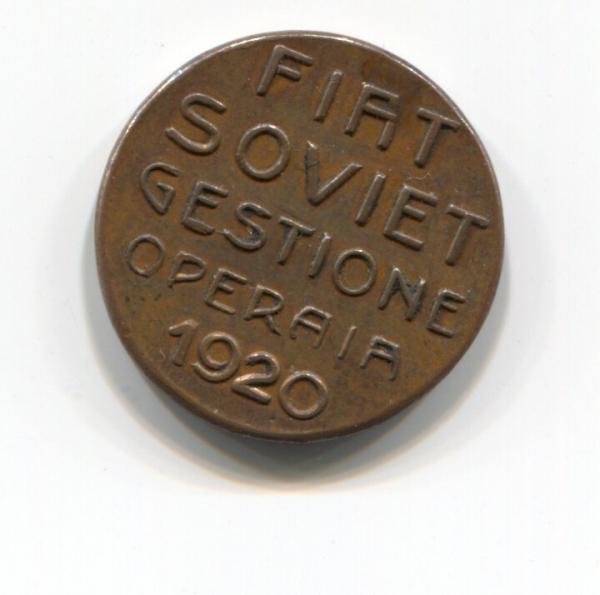 FIAT
SOVIET
GESTIONE
OPERAIA
1920